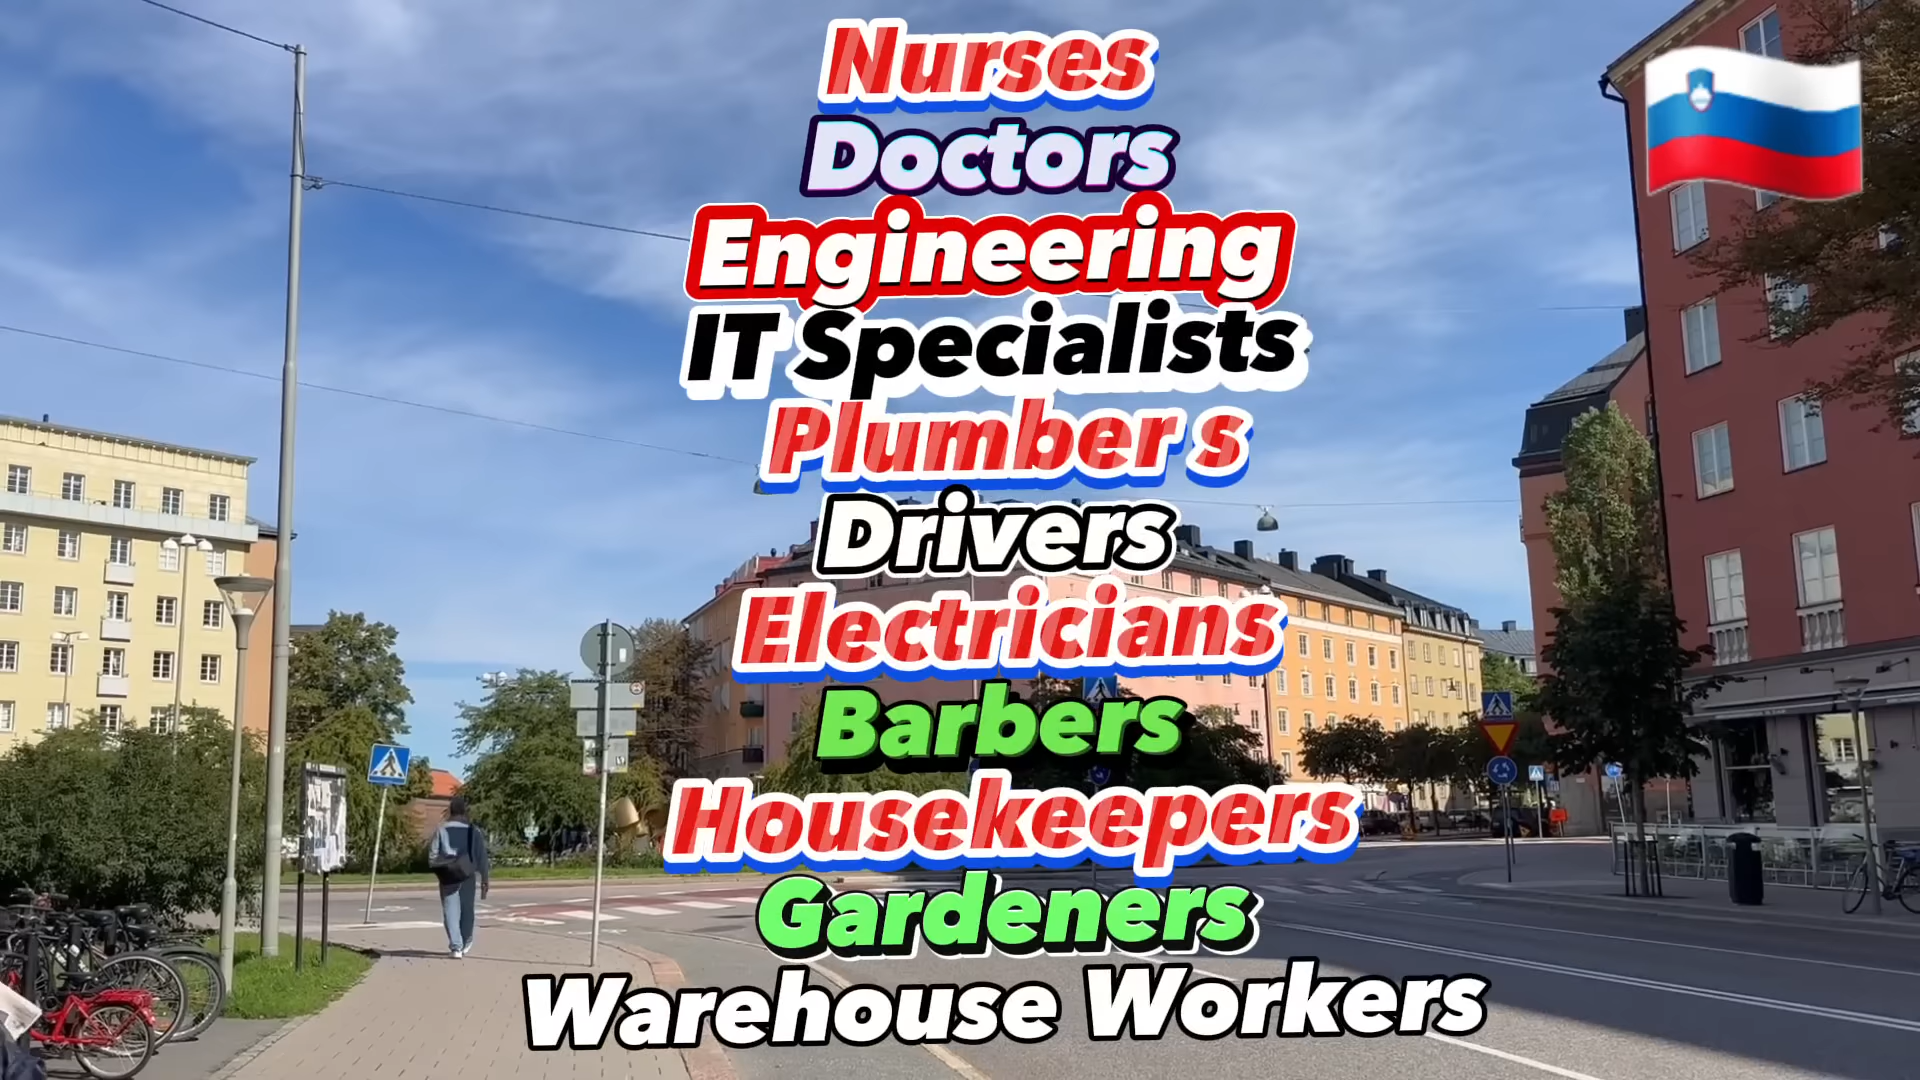 Nurses
Doctors
Engineering
IT Specialists
Plumber s
Drivers
Electricians
Barbers
Housekeepers
Gardeners
Warehouse Workers